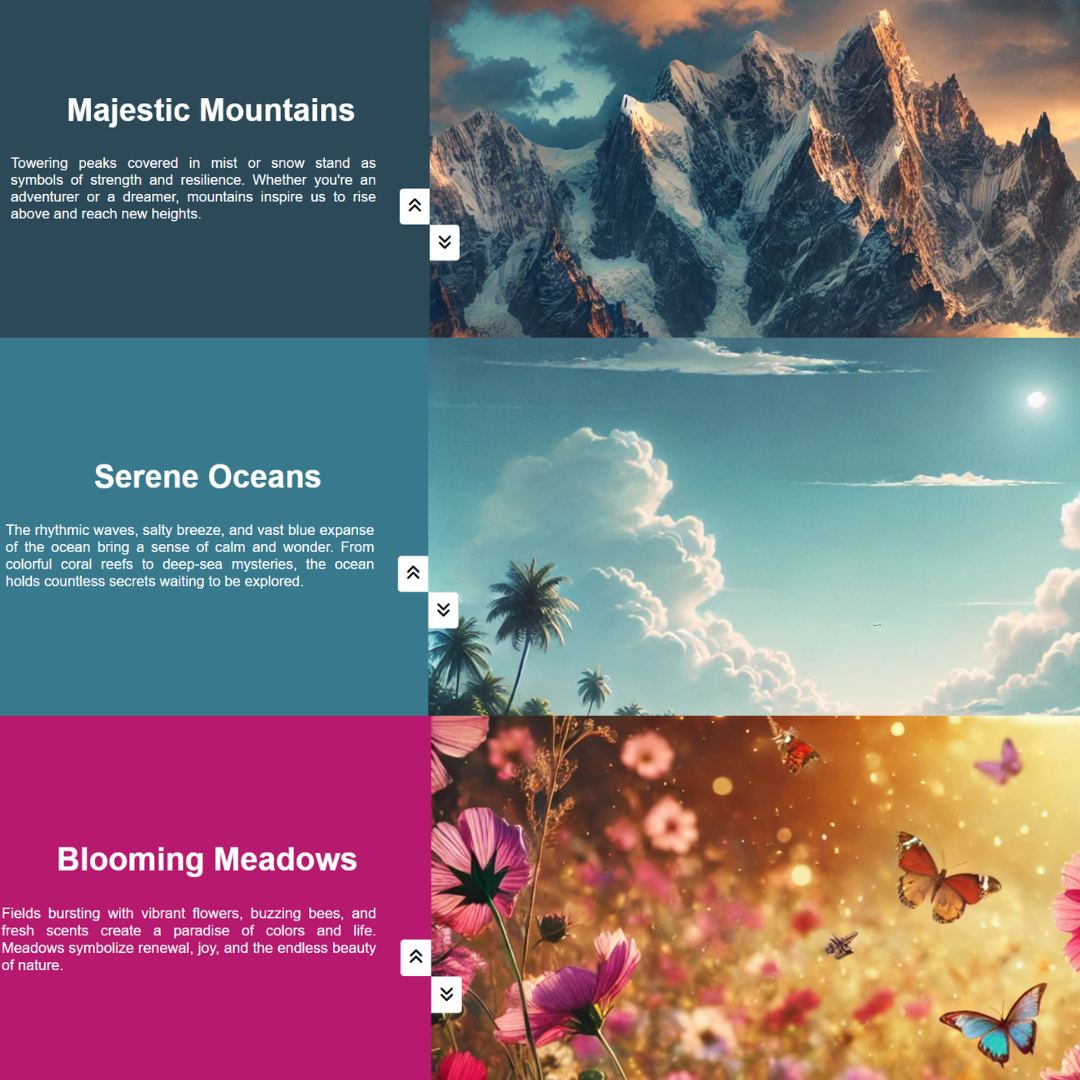 Majestic Mountains
Towering peaks covered in mist or snow stand as
symbols of strength and resilience. Whether you're an
adventurer or a dreamer, mountains inspire us to rise
above and reach new heights.
Serene Oceans
The rhythmic waves, salty breeze, and vast blue expanse
of the ocean bring a sense of calm and wonder. From
colorful coral reefs to deep-sea mysteries, the ocean
holds countless secrets waiting to be explored.
Blooming Meadows
Fields bursting with vibrant flowers, buzzing bees, and
fresh scents create a paradise of colors and life.
Meadows symbolize renewal, joy, and the endless beauty
of nature.